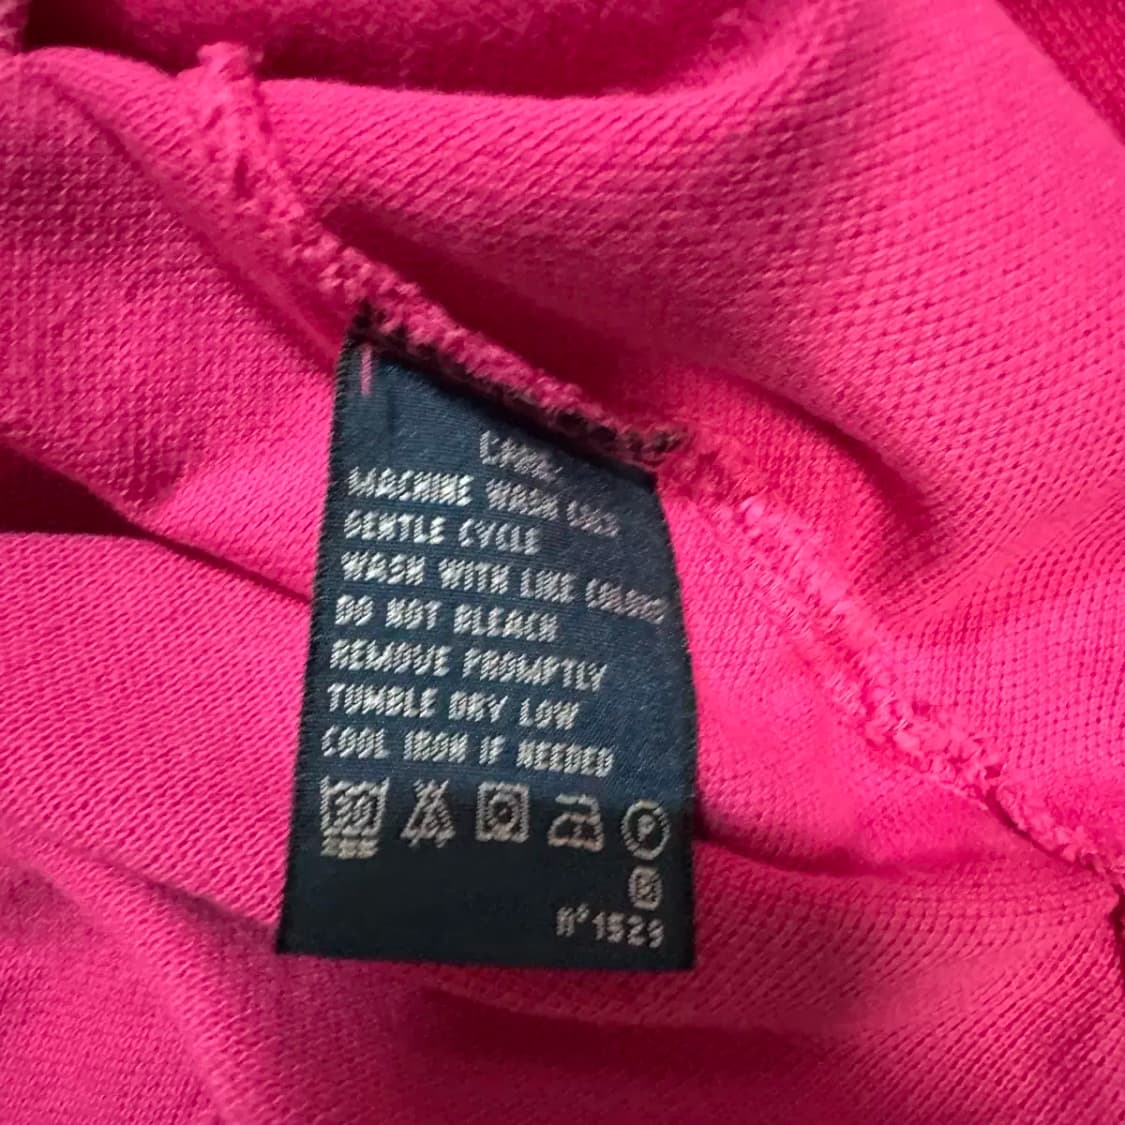 CARE:
MACHINE WASH COLD
GENTLE CYCLE
WASH WITH LIKE COLORS
DO NOT BLEACH
REMOVE PROMPTLY
TUMBLE DRY LOW
COOL IRON IF NEEDED
30
P
N°1529